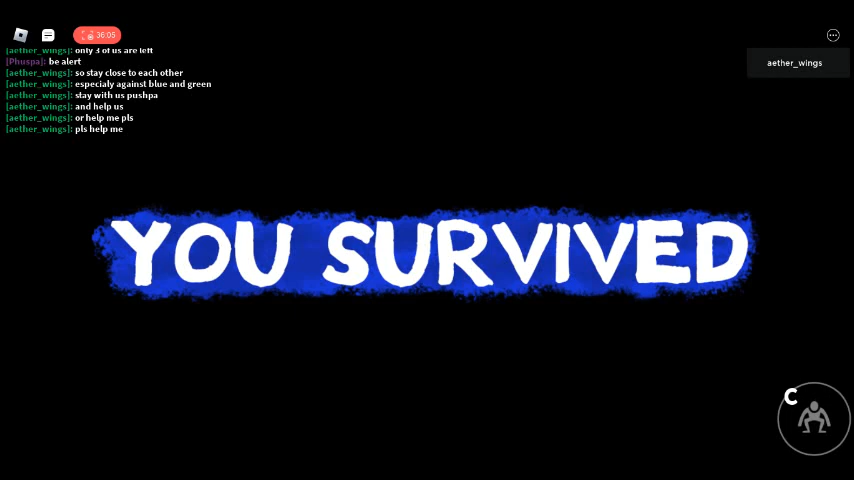 36:05
[aether_wings]: only 3 of us are left
[Phuspa]: be alert
[aether_wings]: so stay close to each other
[aether_wings]: especialy against blue and green
[aether_wings]: stay with us pushpa
[aether_wings]: and help us
[aether_wings]: or help me pls
[aether_wings]: pls help me
aether_wings
YOU SURVIVED
C